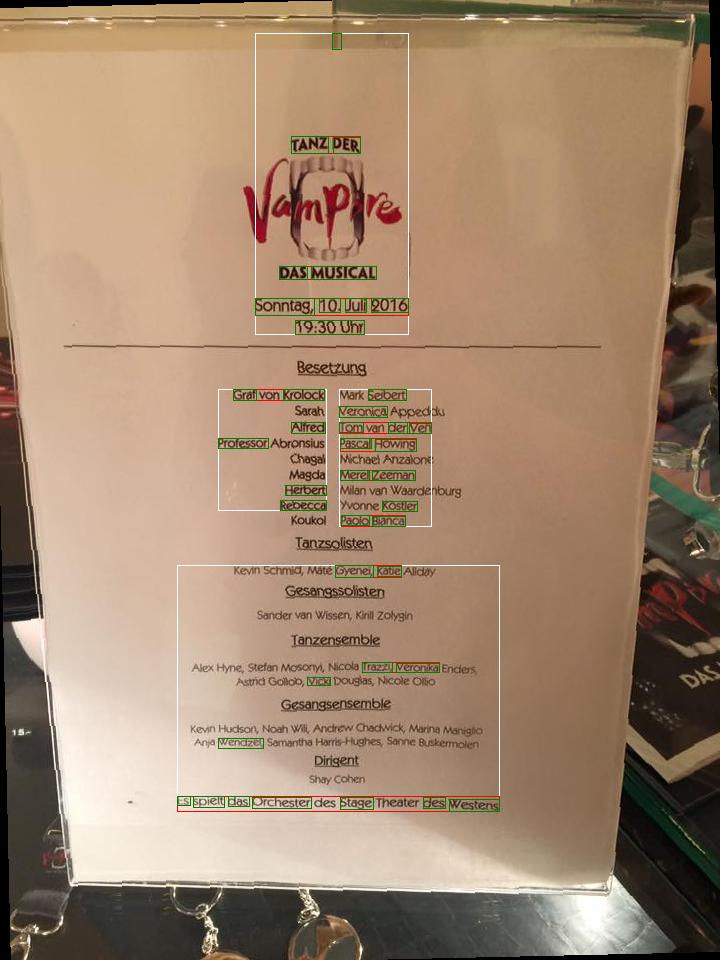 TANZ DER
Vampire
DAS MUSICAL
Sonntag, 10. Juli 2016
19:30 Uhr
Besetzung
Graf von Krolock Mark Seibert
Sarah Veronica Appeddu
Alfred Tom van der Ven
Professor Abronsius Pascal Höwing
Chagal Michael Anzalone
Magda Merel Zeeman
Herbert Milan van Waardenburg
Rebecca Yvonne Köstler
Koukol Paolo Bianca
Tanzsolisten
Kevin Schmid, Máté Gyenei, Katie Allday
Gesangssolisten
Sander van Wissen, Kirill Zolygin
Tanzensemble
Alex Hyne, Stefan Mosonyi, Nicola Trazzi, Veronika Enders,
Astrid Gollob, Vicki Douglas, Nicole Ollio
Gesangsensemble
Kevin Hudson, Noah Wili, Andrew Chadwick, Marina Maniglio
Anja Wendzel, Samantha Harris-Hughes, Sanne Buskermolen
Dirigent
Shay Cohen
Es spielt das Orchester des Stage Theater des Westens
15.-
DAS